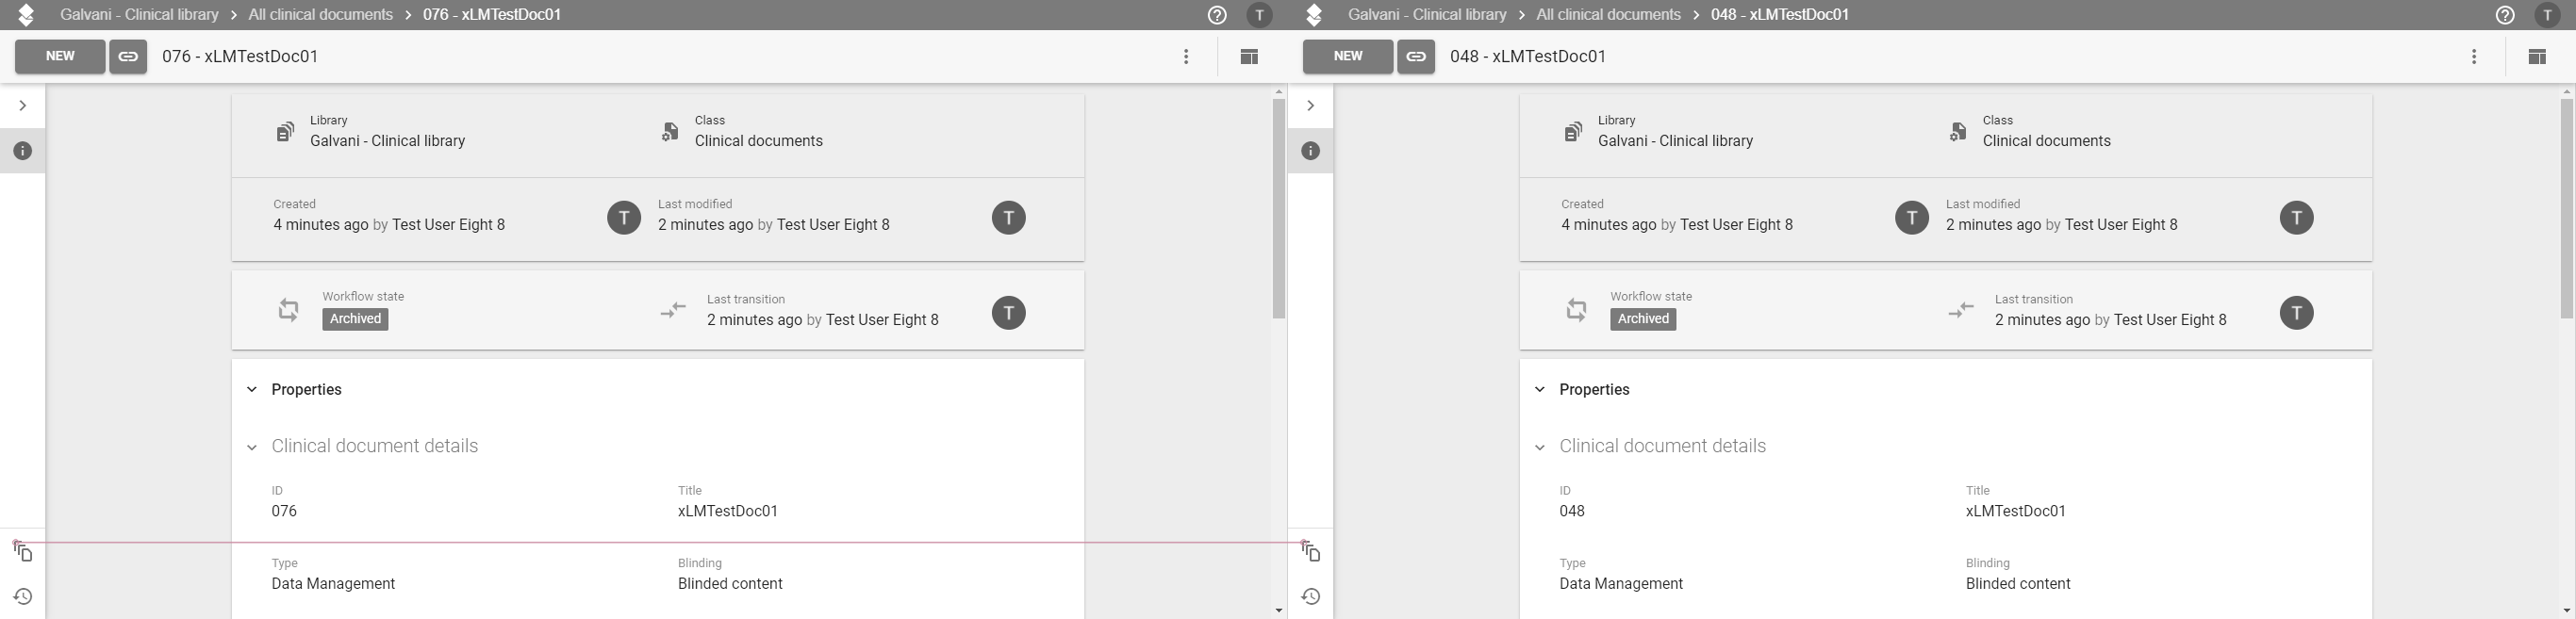 Galvani - Clinical library > All clinical documents > 076 - xLMTestDoc01
T
NEW
076 - xLMTestDoc01
Library
Galvani - Clinical library
Class
Clinical documents
Created
4 minutes ago by Test User Eight 8
T
Last modified
2 minutes ago by Test User Eight 8
T
Workflow state
Archived
Last transition
2 minutes ago by Test User Eight 8
T
Properties
Clinical document details
ID
076
Title
xLMTestDoc01
Type
Data Management
Blinding
Blinded content
Galvani - Clinical library > All clinical documents > 048 - xLMTestDoc01
T
NEW
048 - xLMTestDoc01
Library
Galvani - Clinical library
Class
Clinical documents
Created
4 minutes ago by Test User Eight 8
T
Last modified
2 minutes ago by Test User Eight 8
T
Workflow state
Archived
Last transition
2 minutes ago by Test User Eight 8
T
Properties
Clinical document details
ID
048
Title
xLMTestDoc01
Type
Data Management
Blinding
Blinded content